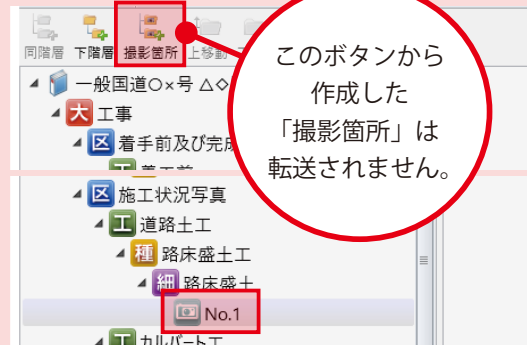 同階層 下階層 撮影箇所 上移動
このボタンから
作成した
「撮影箇所」は
転送されません。
一般国道○×号 △◇
大 工事
区 着手前及び完成
工 着工前
区 施工状況写真
工 道路土工
種 路床盛土工
細 路床盛土
No.1
工 カルバート工